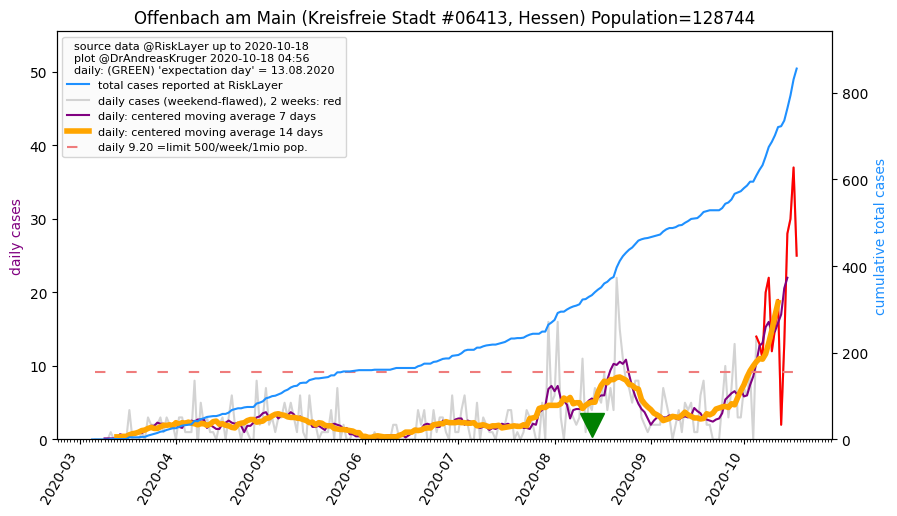 Offenbach am Main (Kreisfreie Stadt #06413, Hessen) Population=128744
source data @RiskLayer up to 2020-10-18
plot @DrAndreasKruger 2020-10-18 04:56
daily: (GREEN) 'expectation day' = 13.08.2020
total cases reported at RiskLayer
daily cases (weekend-flawed), 2 weeks: red
daily: centered moving average 7 days
daily: centered moving average 14 days
daily 9.20 =limit 500/week/1mio pop.
daily cases
50
40
30
20
10
0
cumulative total cases
800
600
400
200
0
2020-03
2020-04
2020-05
2020-06
2020-07
2020-08
2020-09
2020-10